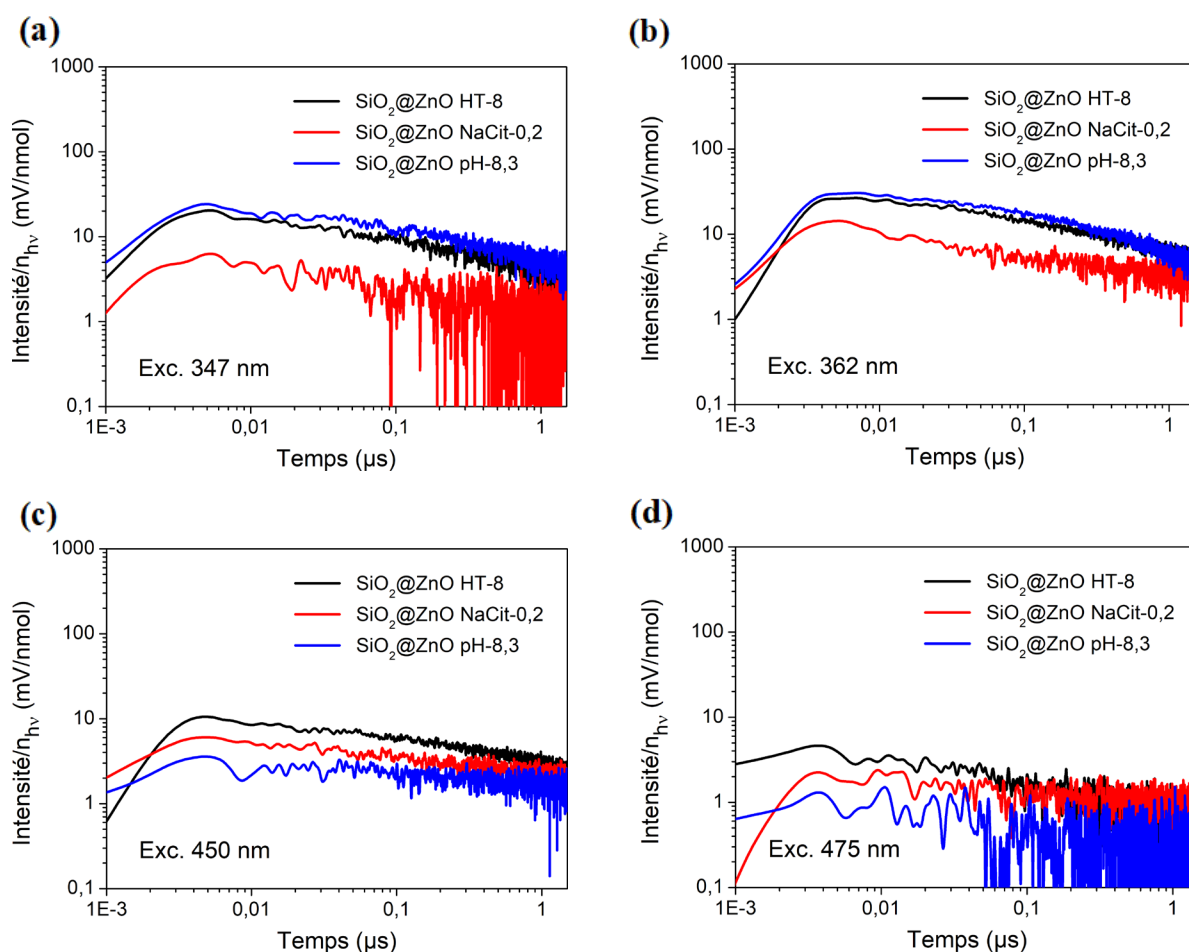 (a)
1000
100
10
1
0,1
1E-3
0,01
0,1
1
Intensité/nhν (mV/nmol)
Temps (µs)
SiO2@ZnO HT-8
SiO2@ZnO NaCit-0,2
SiO2@ZnO pH-8,3
Exc. 347 nm
(b)
1000
100
10
1
0,1
1E-3
0,01
0,1
1
Intensité/nhν (mV/nmol)
Temps (µs)
SiO2@ZnO HT-8
SiO2@ZnO NaCit-0,2
SiO2@ZnO pH-8,3
Exc. 362 nm
(c)
1000
100
10
1
0,1
1E-3
0,01
0,1
1
Intensité/nhν (mV/nmol)
Temps (µs)
SiO2@ZnO HT-8
SiO2@ZnO NaCit-0,2
SiO2@ZnO pH-8,3
Exc. 450 nm
(d)
1000
100
10
1
0,1
1E-3
0,01
0,1
1
Intensité/nhν (mV/nmol)
Temps (µs)
SiO2@ZnO HT-8
SiO2@ZnO NaCit-0,2
SiO2@ZnO pH-8,3
Exc. 475 nm